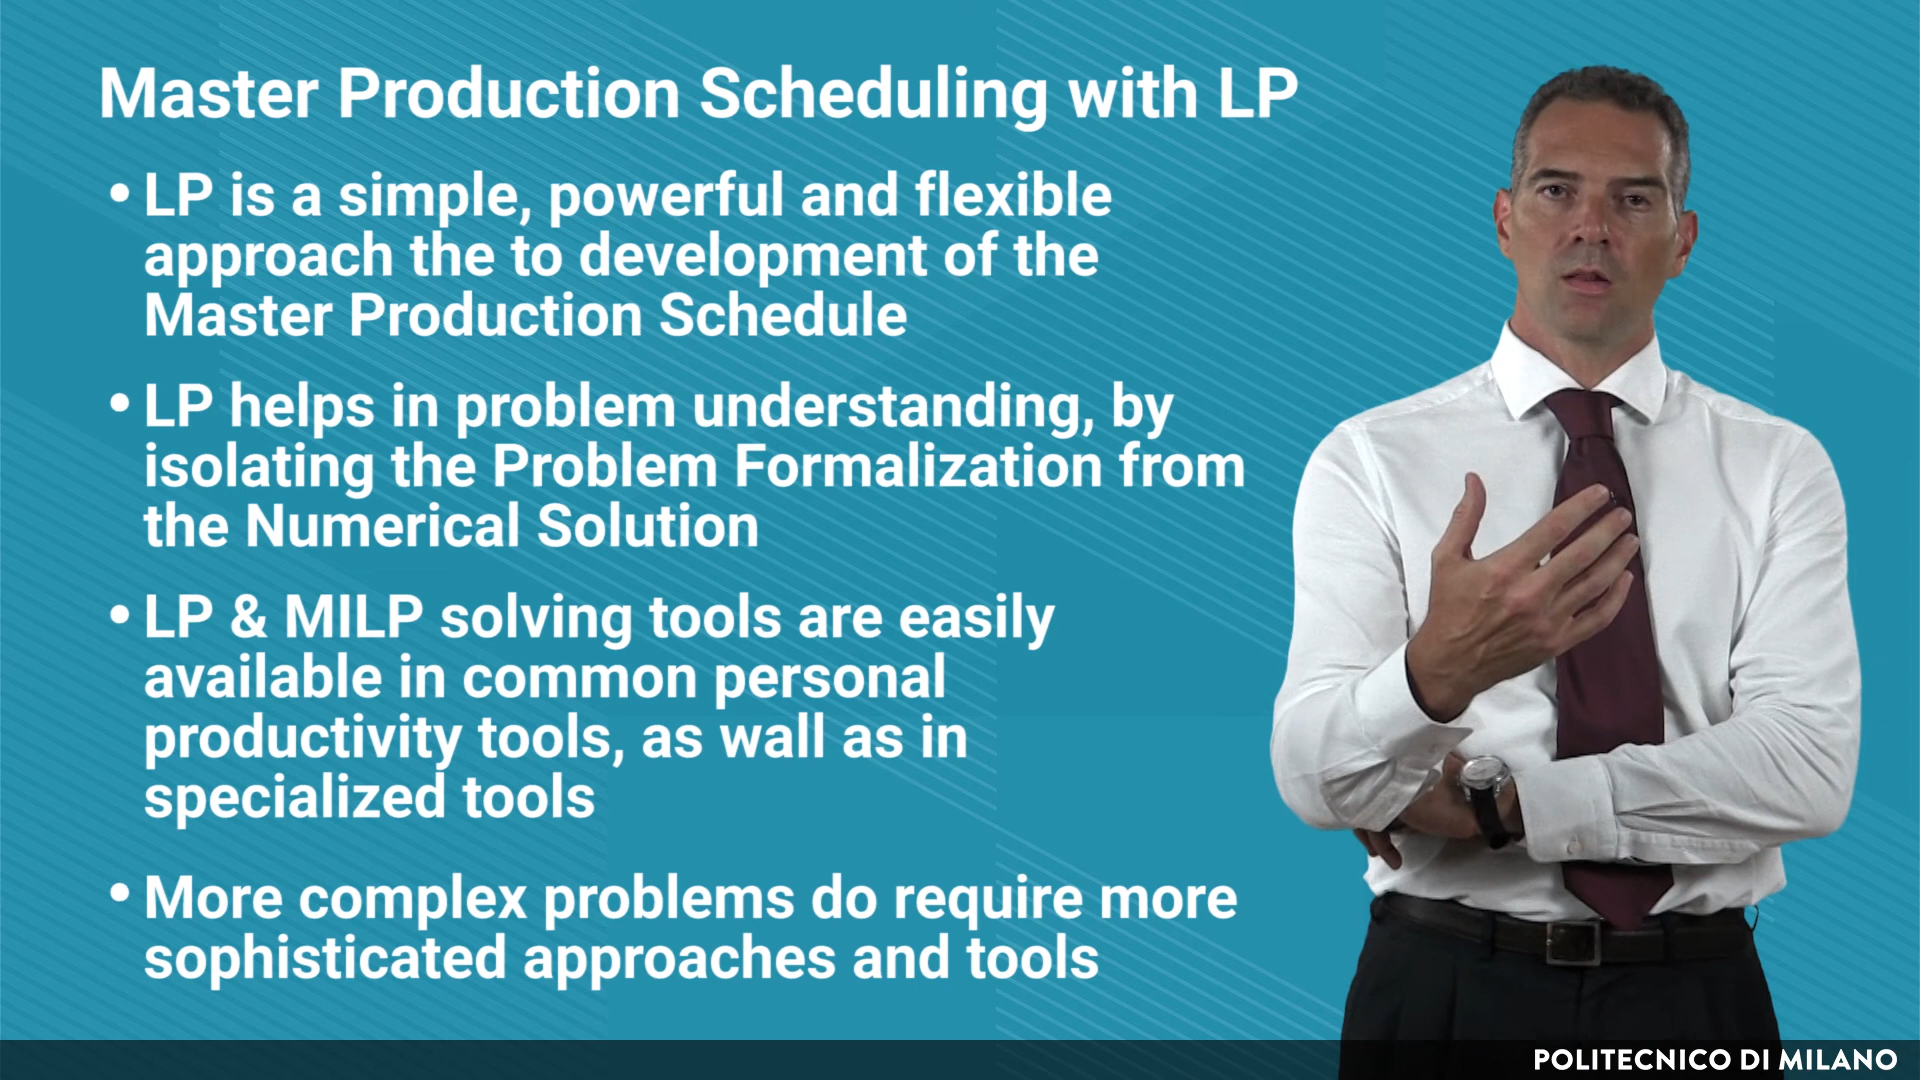 Master Production Scheduling with LP
• LP is a simple, powerful and flexible
approach the to development of the
Master Production Schedule
• LP helps in problem understanding, by
isolating the Problem Formalization from
the Numerical Solution
• LP & MILP solving tools are easily
available in common personal
productivity tools, as wall as in
specialized tools
• More complex problems do require more
sophisticated approaches and tools
POLITECNICO DI MILANO